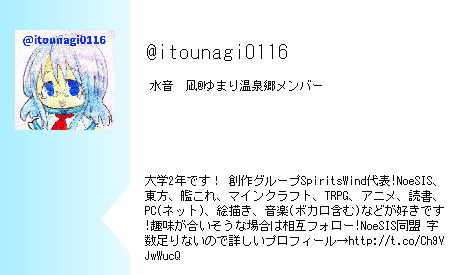 @itounagi0116
@itounagi0116
水音　凪@ゆまり温泉郷メンバー
大学2年です！ 創作グループSpiritsWind代表!NoeSIS、
東方、艦これ、マインクラフト、TRPG、アニメ、読書、
PC(ネット)、絵描き、音楽(ボカロ含む)などが好きです
!趣味が合いそうな場合は相互フォロー!NoeSIS同盟 字
数足りないので詳しいプロフィール→http://t.co/Ch9V
JwWucQ